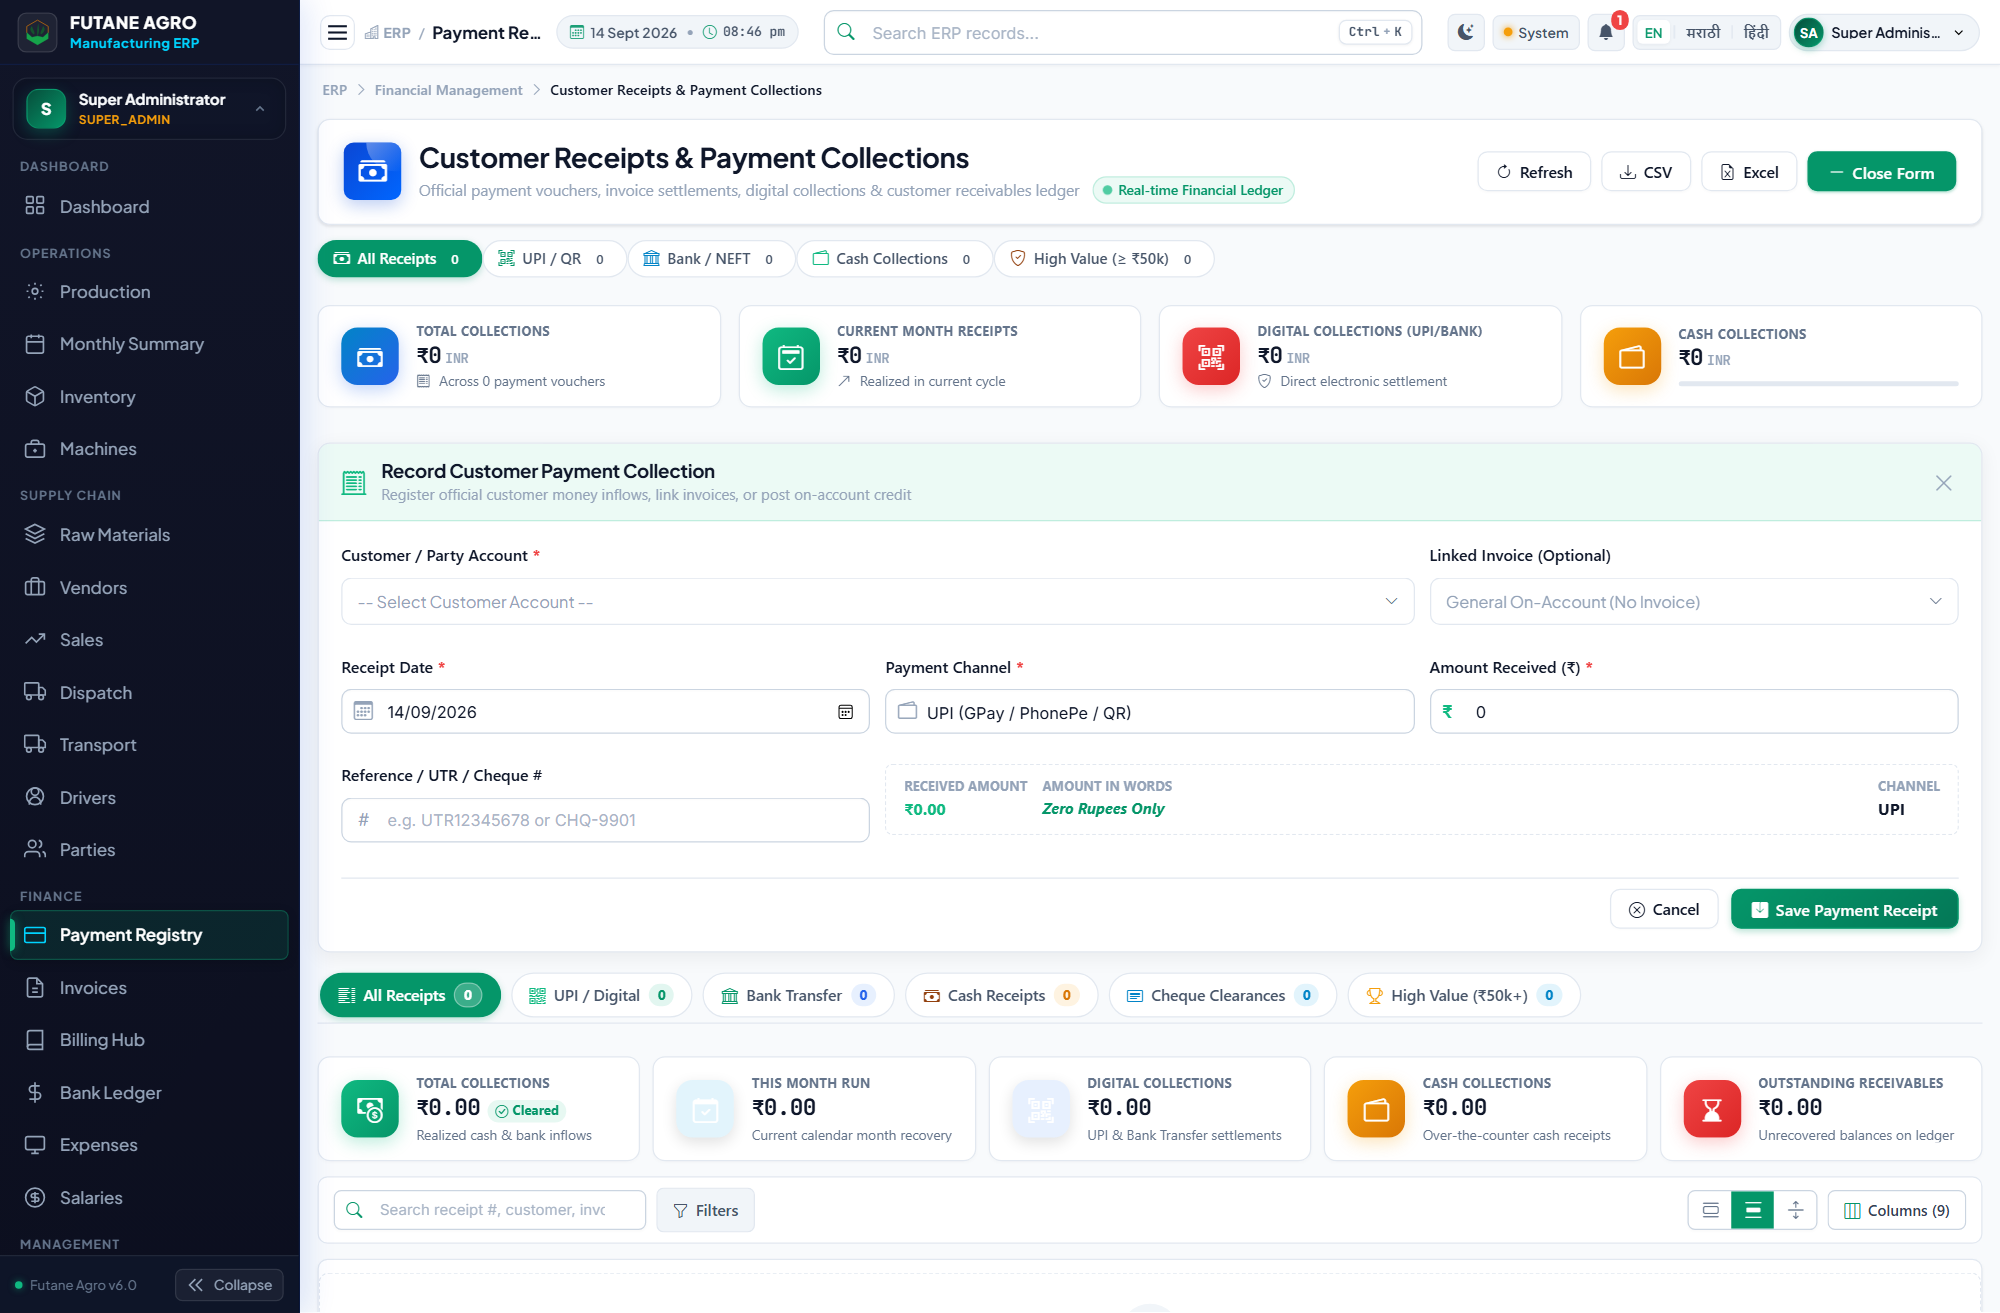 FUTANE AGRO
Manufacturing ERP
S
Super Administrator
SUPER_ADMIN
DASHBOARD
Dashboard
OPERATIONS
Production
Monthly Summary
Inventory
Machines
SUPPLY CHAIN
Raw Materials
Vendors
Sales
Dispatch
Transport
Drivers
Parties
FINANCE
Payment Registry
Invoices
Billing Hub
Bank Ledger
Expenses
Salaries
MANAGEMENT
Futane Agro v6.0
Collapse
ERP / Payment Re...
14 Sept 2026 • 08:46 pm
Search ERP records...
Ctrl + K
System
1
EN
मराठी
हिंदी
SA
Super Adminis...
ERP > Financial Management > Customer Receipts & Payment Collections
Customer Receipts & Payment Collections
Official payment vouchers, invoice settlements, digital collections & customer receivables ledger
Real-time Financial Ledger
Refresh
CSV
Excel
Close Form
All Receipts 0
UPI / QR 0
Bank / NEFT 0
Cash Collections 0
High Value (≥ ₹50k) 0
TOTAL COLLECTIONS
₹0 INR
Across 0 payment vouchers
CURRENT MONTH RECEIPTS
₹0 INR
Realized in current cycle
DIGITAL COLLECTIONS (UPI/BANK)
₹0 INR
Direct electronic settlement
CASH COLLECTIONS
₹0 INR
Record Customer Payment Collection
Register official customer money inflows, link invoices, or post on-account credit
Customer / Party Account *
-- Select Customer Account --
Linked Invoice (Optional)
General On-Account (No Invoice)
Receipt Date *
14/09/2026
Payment Channel *
UPI (GPay / PhonePe / QR)
Amount Received (₹) *
₹ 0
Reference / UTR / Cheque #
# e.g. UTR12345678 or CHQ-9901
RECEIVED AMOUNT
₹0.00
AMOUNT IN WORDS
Zero Rupees Only
CHANNEL
UPI
Cancel
Save Payment Receipt
All Receipts 0
UPI / Digital 0
Bank Transfer 0
Cash Receipts 0
Cheque Clearances 0
High Value (₹50k+) 0
TOTAL COLLECTIONS
₹0.00 Cleared
Realized cash & bank inflows
THIS MONTH RUN
₹0.00
Current calendar month recovery
DIGITAL COLLECTIONS
₹0.00
UPI & Bank Transfer settlements
CASH COLLECTIONS
₹0.00
Over-the-counter cash receipts
OUTSTANDING RECEIVABLES
₹0.00
Unrecovered balances on ledger
Search receipt #, customer, invc
Filters
Columns (9)